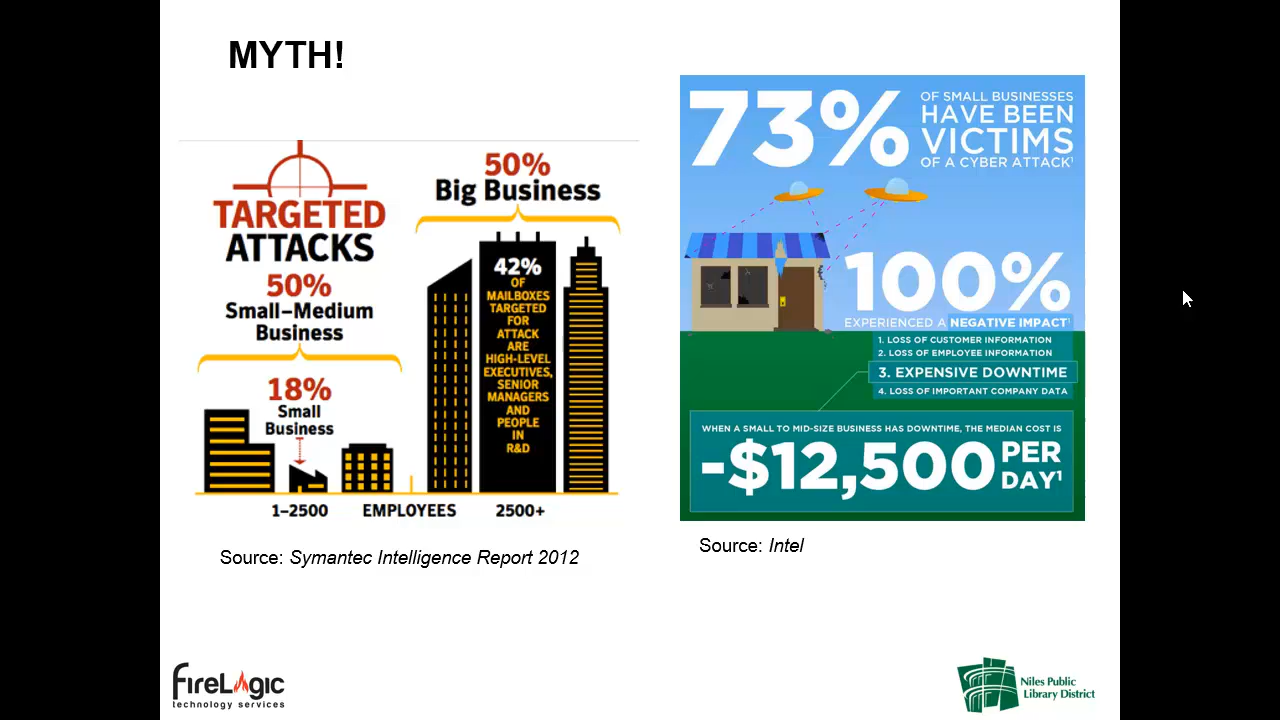 MYTH!
TARGETED
ATTACKS
50%
Small–Medium
Business
18%
Small
Business
50%
Big Business
42%
OF
MAILBOXES
TARGETED
FOR
ATTACK
ARE
HIGH-LEVEL
EXECUTIVES,
SENIOR
MANAGERS
AND
PEOPLE
IN
R&D
1–2500
EMPLOYEES
2500+
Source: Symantec Intelligence Report 2012
73%
OF SMALL BUSINESSES
HAVE BEEN
VICTIMS
OF A CYBER ATTACK¹
100%
EXPERIENCED A NEGATIVE IMPACT¹
1. LOSS OF CUSTOMER INFORMATION
2. LOSS OF EMPLOYEE INFORMATION
3. EXPENSIVE DOWNTIME
4. LOSS OF IMPORTANT COMPANY DATA
WHEN A SMALL TO MID-SIZE BUSINESS HAS DOWNTIME, THE MEDIAN COST IS
-$12,500
PER
DAY¹
Source: Intel
fireLogic
technology services
Niles Public
Library District